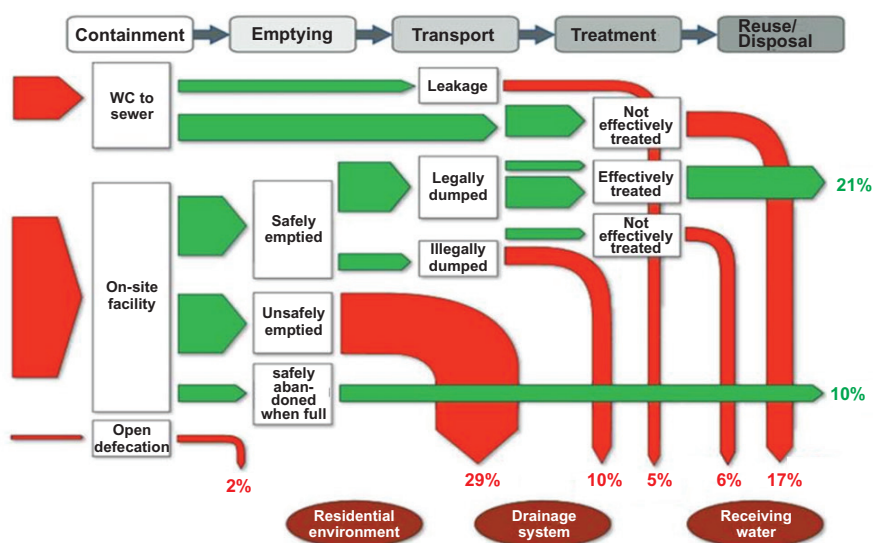 Containment
Emptying
Transport
Treatment
Reuse/
Disposal
WC to
sewer
Leakage
Not
effectively
treated
Legally
dumped
Effectively
treated
21%
Safely
emptied
Not
effectively
treated
Illegally
dumped
On-site
facility
Unsafely
emptied
safely
aban-
doned
when full
10%
Open
defecation
2%
29%
10%
5%
6%
17%
Residential
environment
Drainage
system
Receiving
water